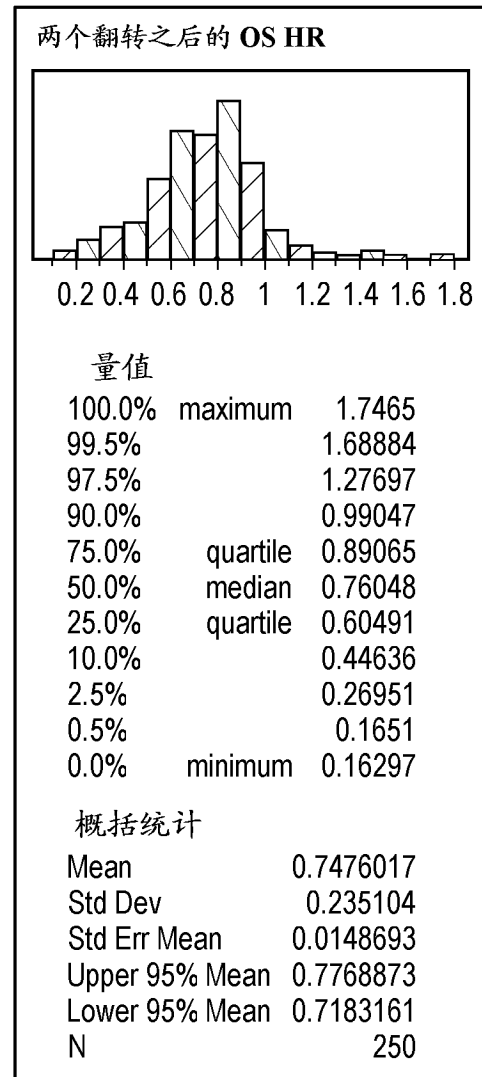 两个翻转之后的 OS HR
0.2 0.4 0.6 0.8 1 1.2 1.4 1.6 1.8
量值
100.0% maximum 1.7465
99.5% 1.68884
97.5% 1.27697
90.0% 0.99047
75.0% quartile 0.89065
50.0% median 0.76048
25.0% quartile 0.60491
10.0% 0.44636
2.5% 0.26951
0.5% 0.1651
0.0% minimum 0.16297
概括统计
Mean 0.7476017
Std Dev 0.235104
Std Err Mean 0.0148693
Upper 95% Mean 0.7768873
Lower 95% Mean 0.7183161
N 250